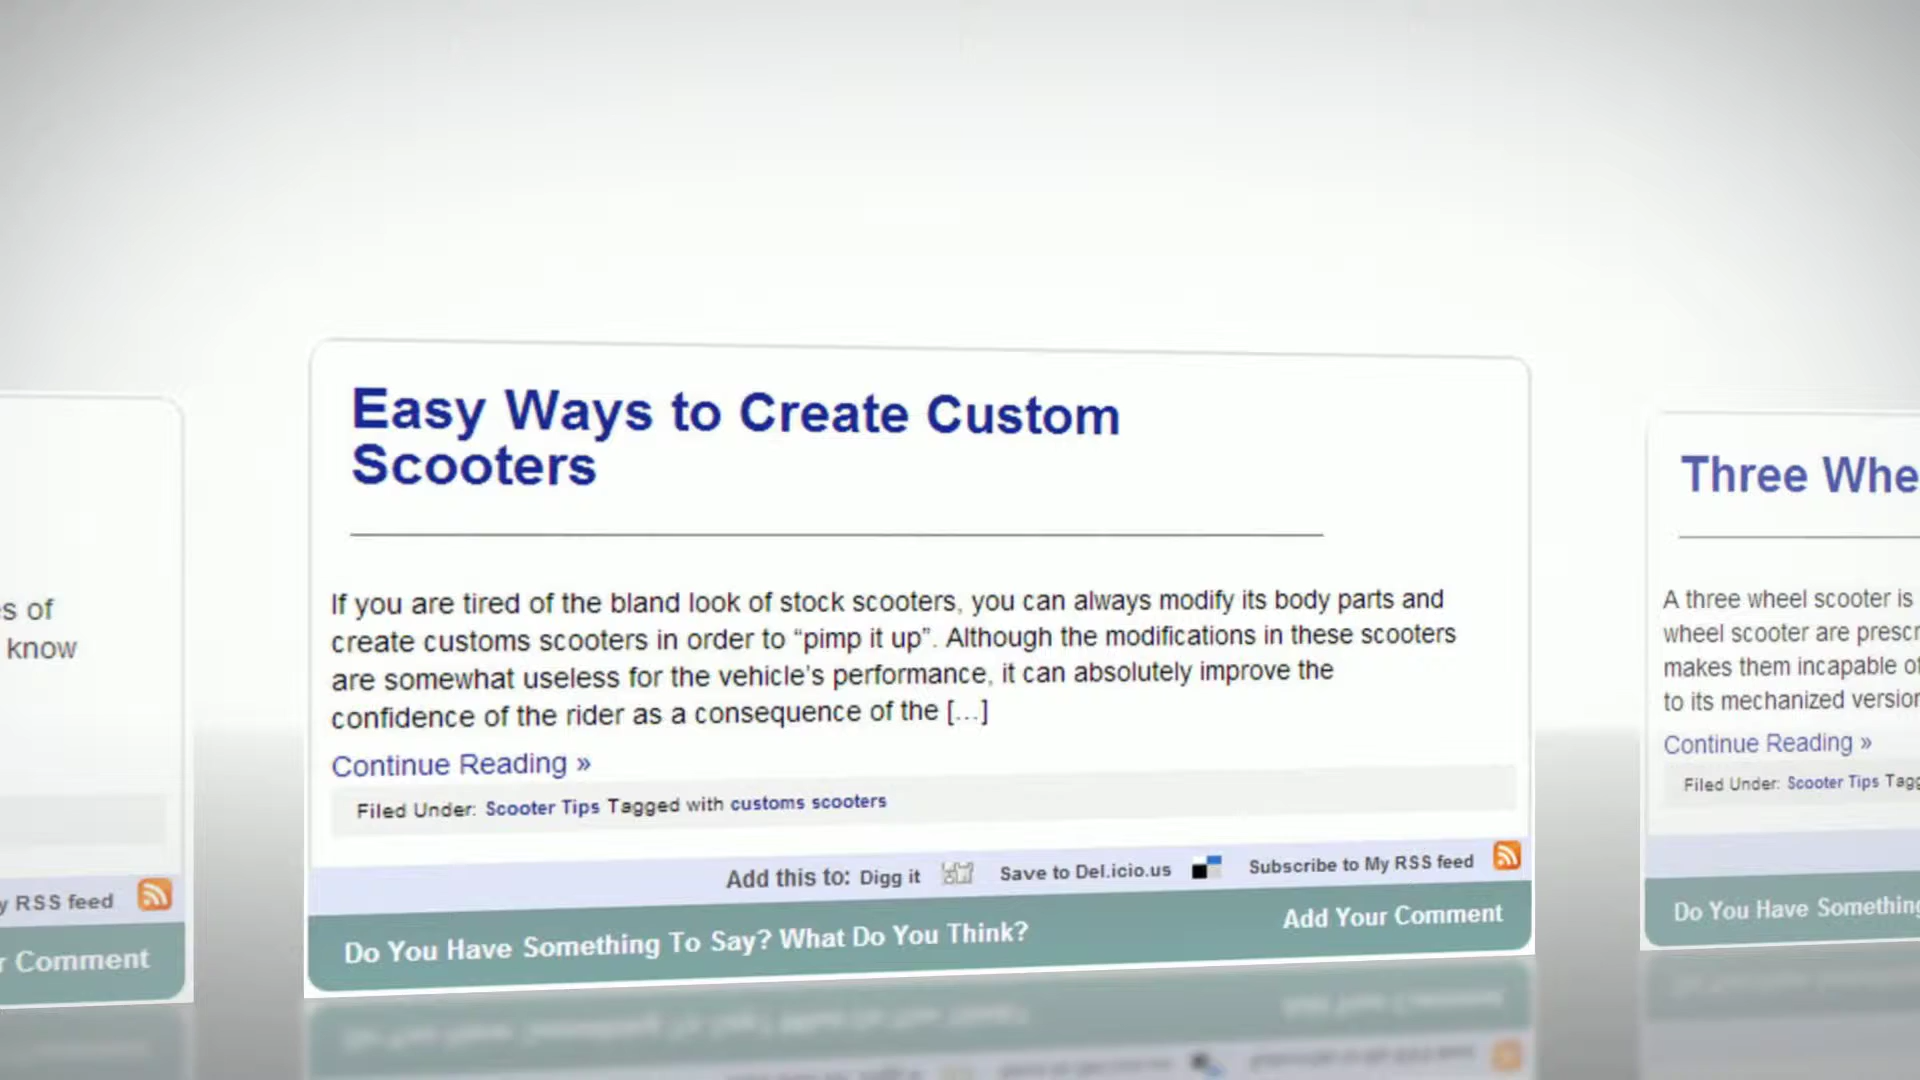 s of
know
y RSS feed
r Comment
Easy Ways to Create Custom
Scooters
If you are tired of the bland look of stock scooters, you can always modify its body parts and
create customs scooters in order to “pimp it up”. Although the modifications in these scooters
are somewhat useless for the vehicle’s performance, it can absolutely improve the
confidence of the rider as a consequence of the [...]
Continue Reading »
Filed Under: Scooter Tips Tagged with customs scooters
Add this to: Digg it Save to Del.icio.us Subscribe to My RSS feed
Do You Have Something To Say? What Do You Think? Add Your Comment
Three Whe
A three wheel scooter is
wheel scooter are prescr
makes them incapable of
to its mechanized version
Continue Reading »
Filed Under: Scooter Tips Tagg
Do You Have Something